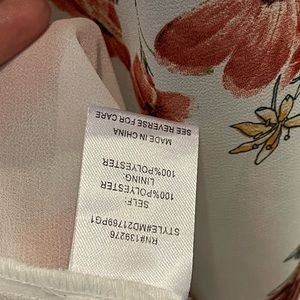 RN#139276
STYLE#MD21769PG1
SELF:
100%POLYESTER
LINING:
100%POLYESTER
MADE IN CHINA
SEE REVERSE FOR CARE